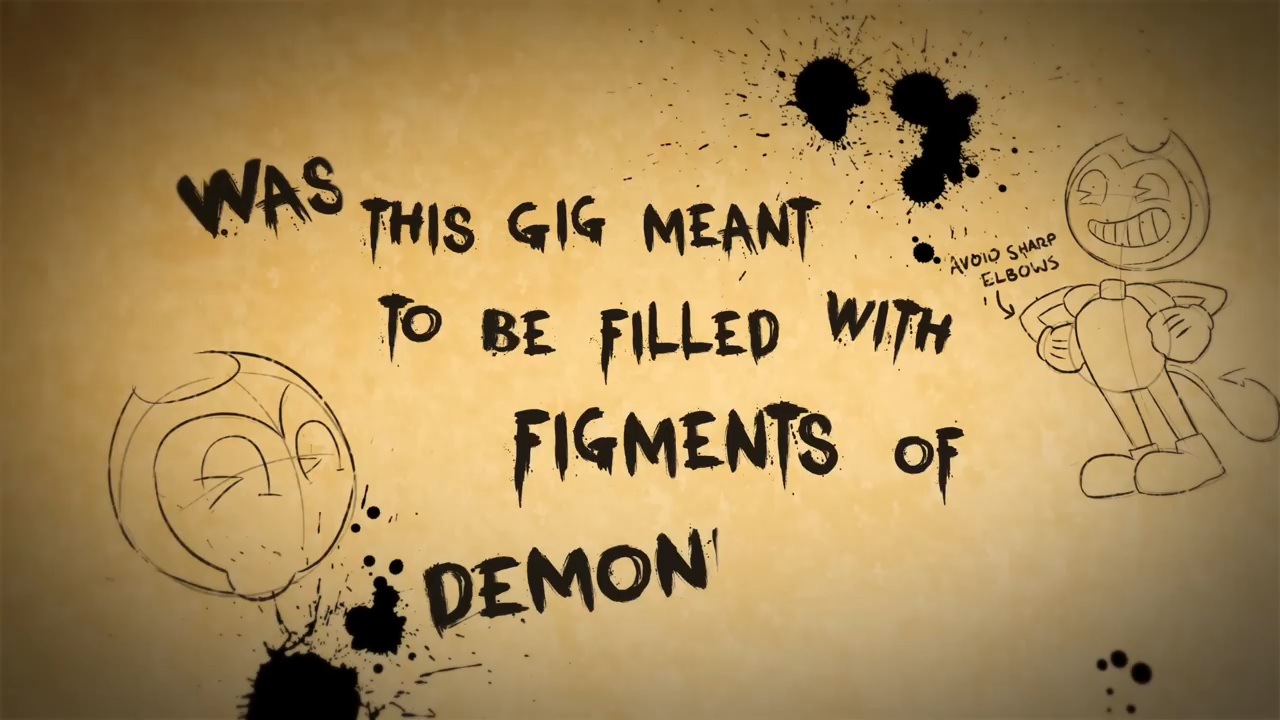 WAS THIS GIG MEANT
TO BE FILLED WITH
FIGMENTS OF
DEMON'
AVOID SHARP
ELBOWS